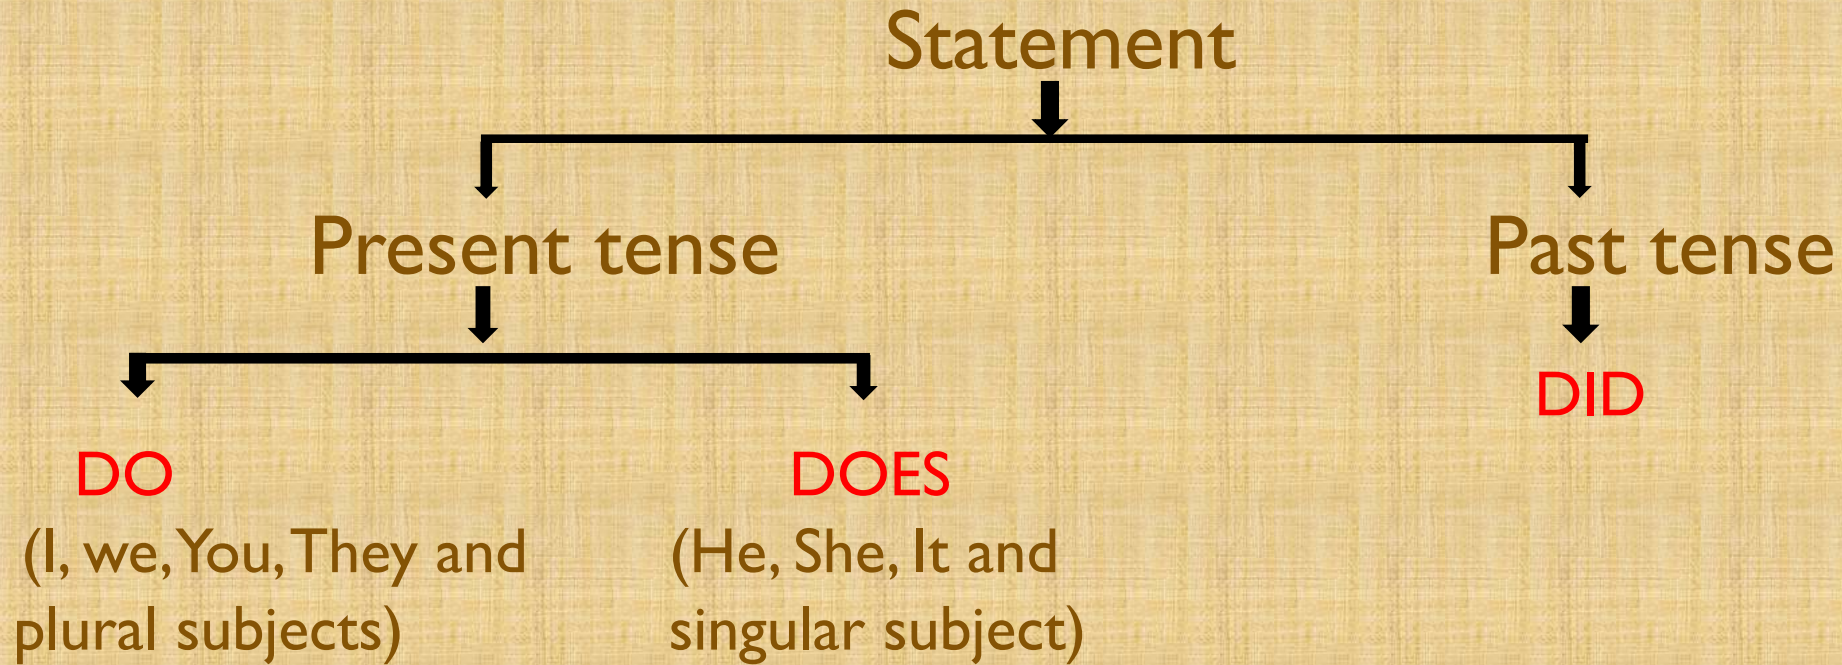 Statement
Present tense
Past tense
DID
DO
DOES
(I, we, You, They and
plural subjects)
(He, She, It and
singular subject)